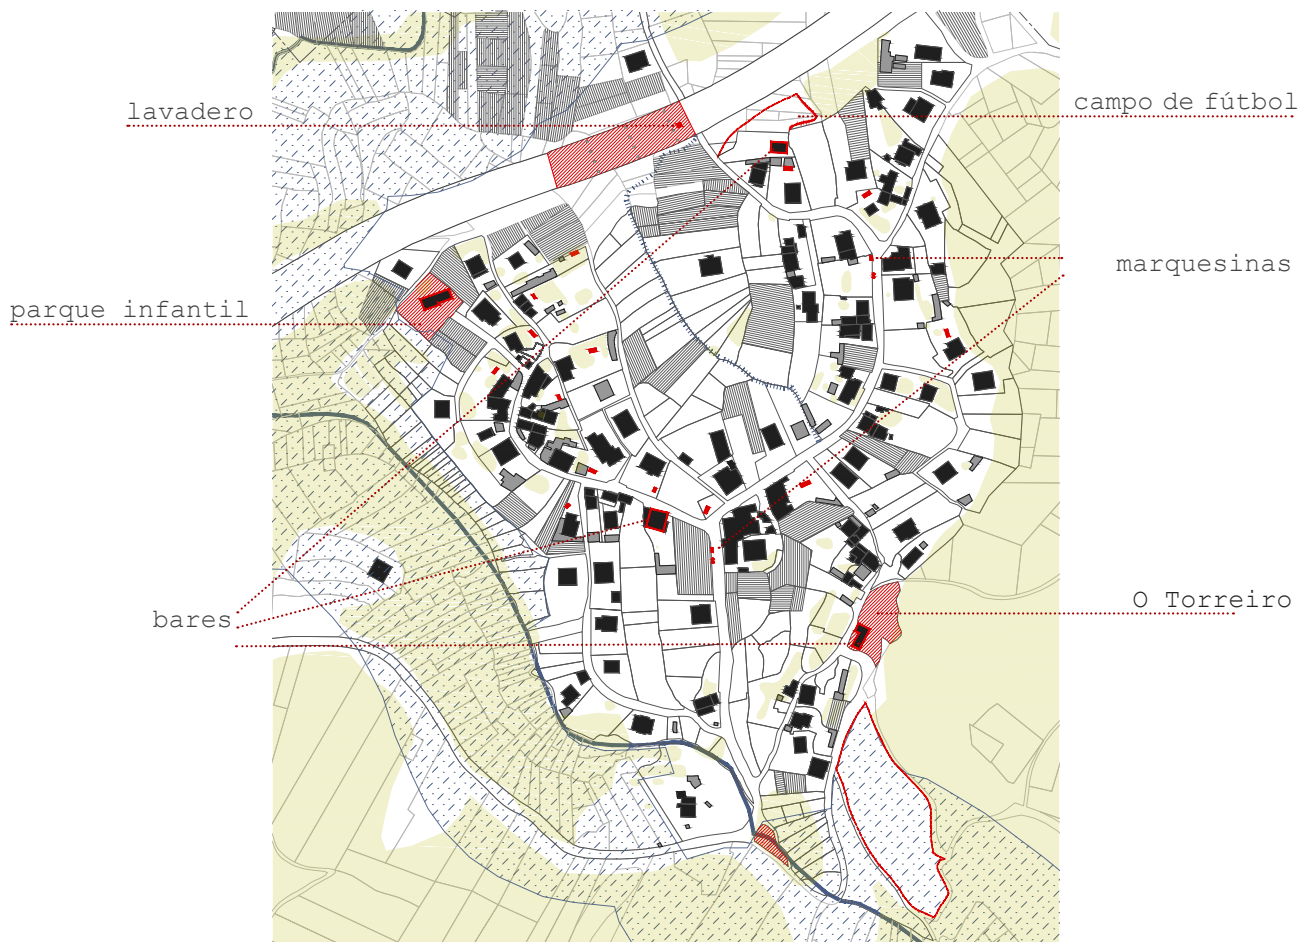 lavadero
campo de fútbol
marquesinas
parque infantil
O Torreiro
bares